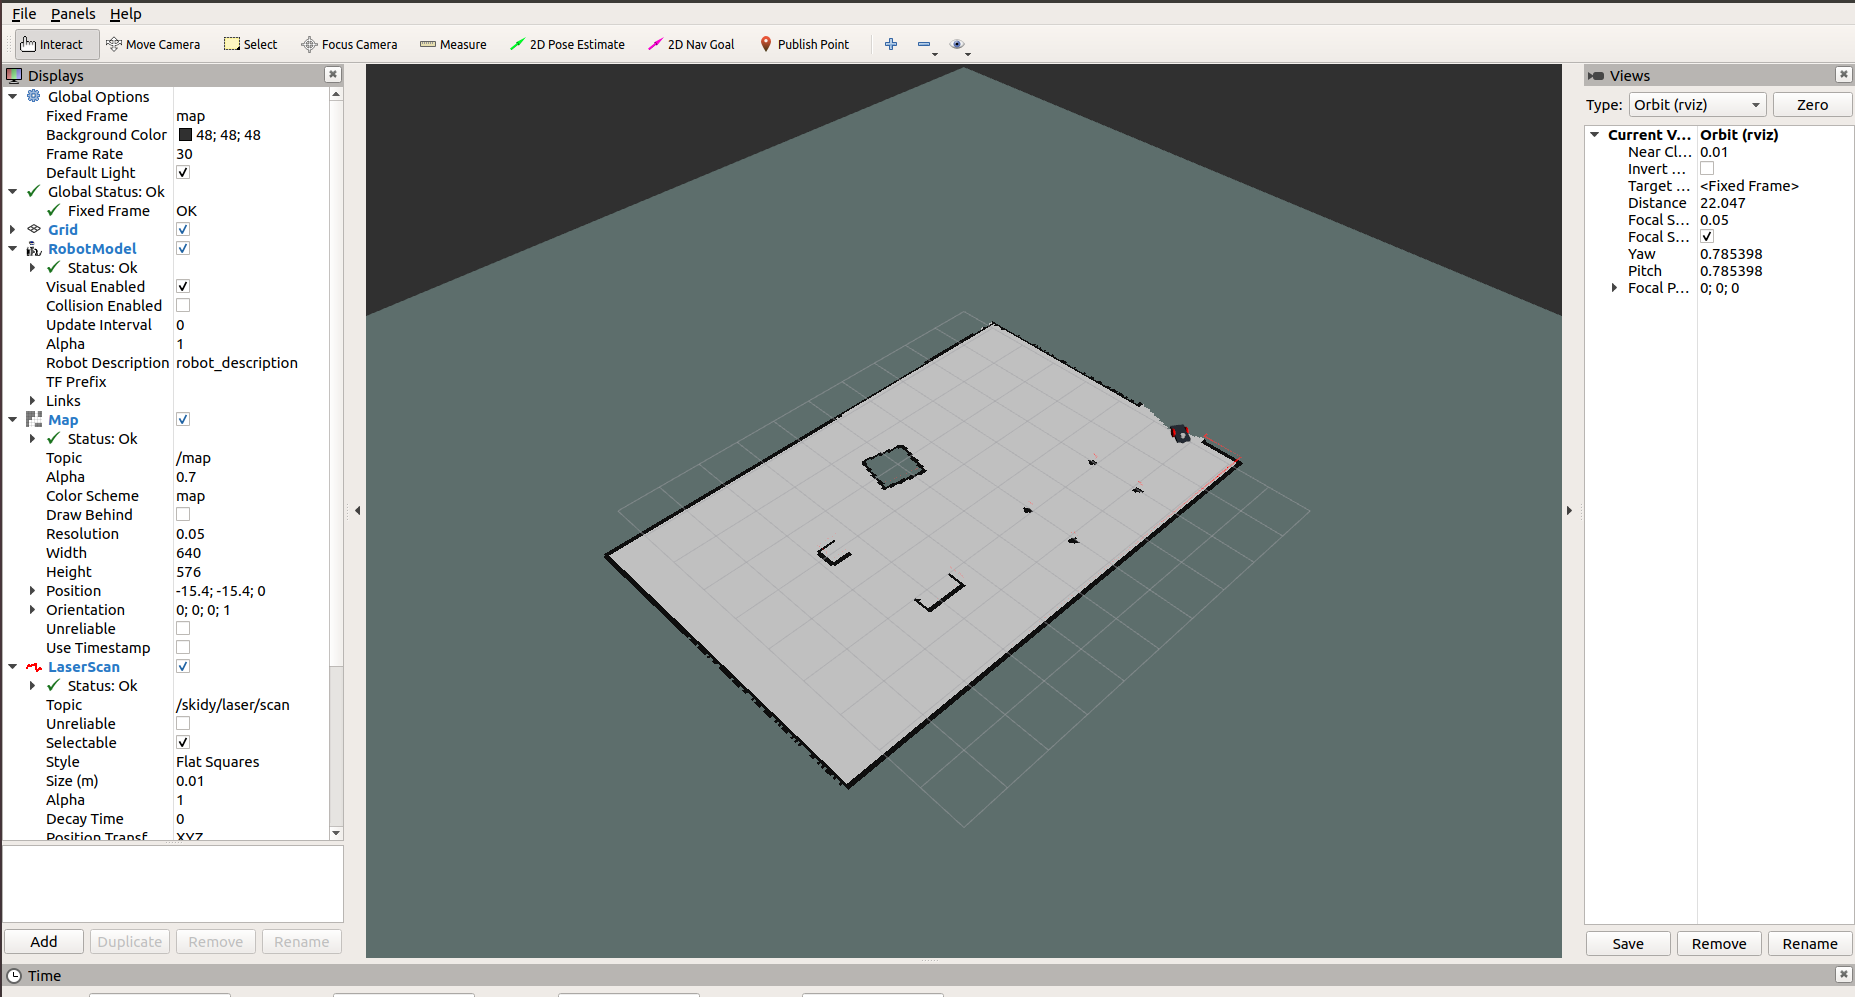 File Panels Help
Interact Move Camera Select Focus Camera Measure 2D Pose Estimate 2D Nav Goal Publish Point
Displays
Global Options
Fixed Frame map
Background Color 48; 48; 48
Frame Rate 30
Default Light
Global Status: Ok
Fixed Frame OK
Grid
RobotModel
Status: Ok
Visual Enabled
Collision Enabled
Update Interval 0
Alpha 1
Robot Description robot_description
TF Prefix
Links
Map
Status: Ok
Topic /map
Alpha 0.7
Color Scheme map
Draw Behind
Resolution 0.05
Width 640
Height 576
Position -15.4; -15.4; 0
Orientation 0; 0; 0; 1
Unreliable
Use Timestamp
LaserScan
Status: Ok
Topic /skidy/laser/scan
Unreliable
Selectable
Style Flat Squares
Size (m) 0.01
Alpha 1
Decay Time 0
Position Transf XYZ
Add Duplicate Remove Rename
Views
Type: Orbit (rviz) Zero
Current V... Orbit (rviz)
Near Cl... 0.01
Invert ...
Target ... <Fixed Frame>
Distance 22.047
Focal S... 0.05
Focal S...
Yaw 0.785398
Pitch 0.785398
Focal P... 0; 0; 0
Save Remove Rename
Time